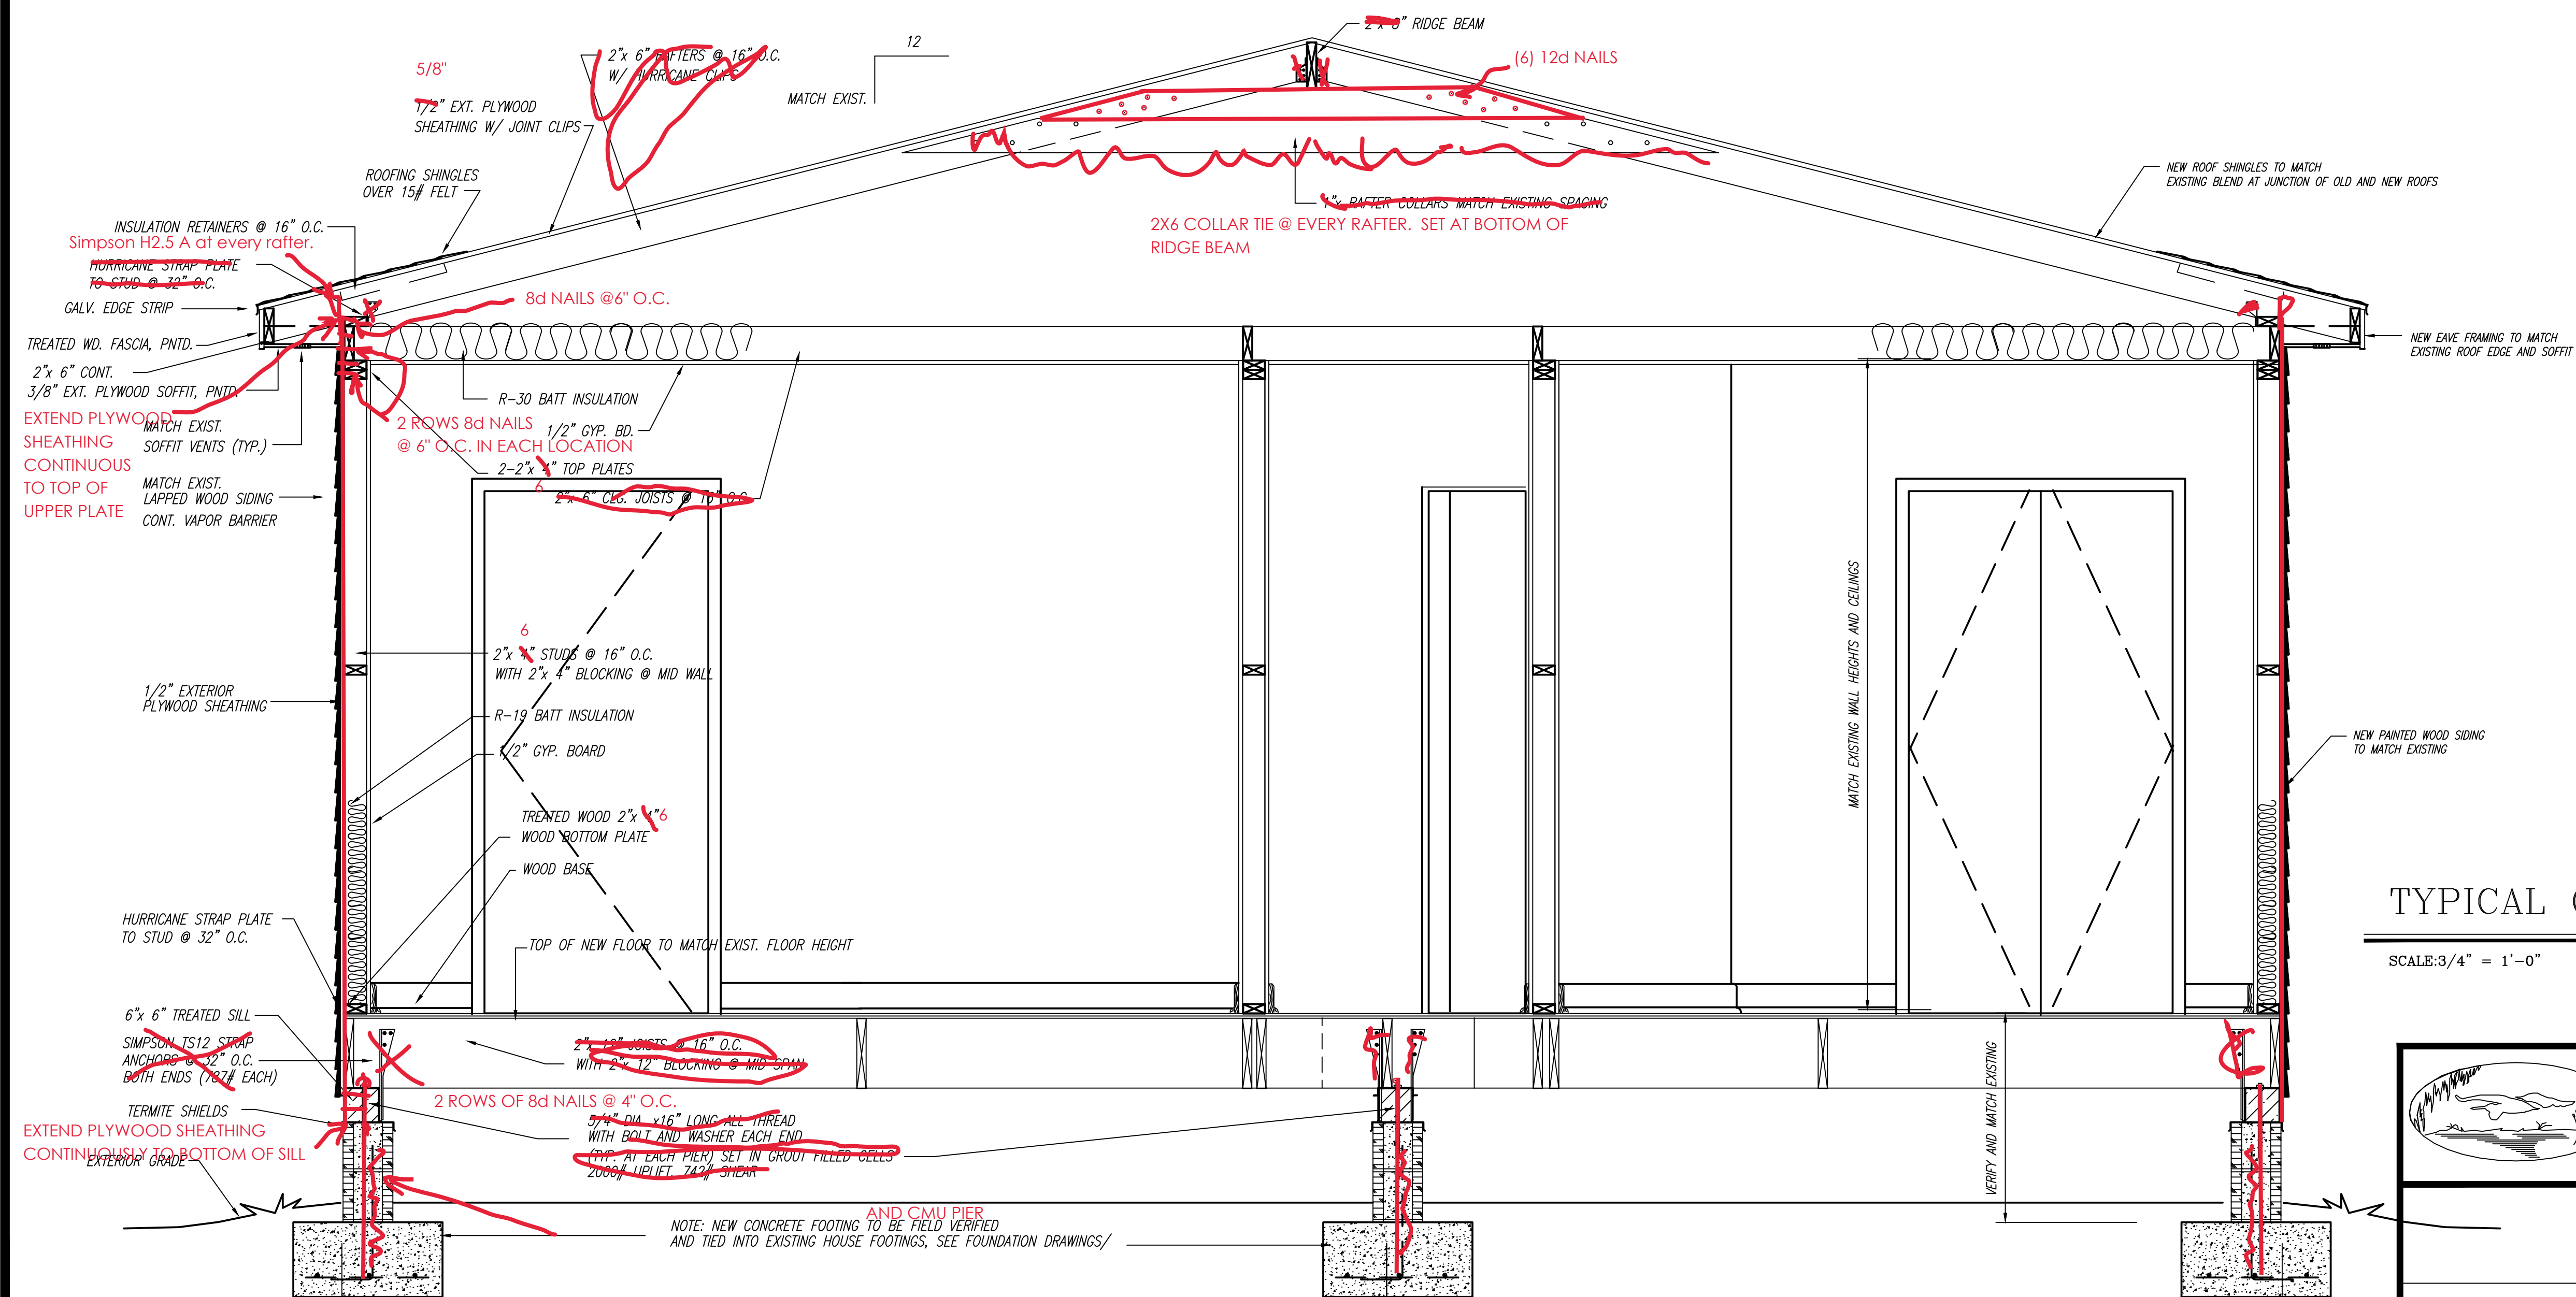 2"x 8" RIDGE BEAM
(6) 12d NAILS
12
MATCH EXIST.
2"x 6" RAFTERS @ 16" O.C.
W/ HURRICANE CLIPS
5/8"
1/2" EXT. PLYWOOD
SHEATHING W/ JOINT CLIPS
ROOFING SHINGLES
OVER 15# FELT
INSULATION RETAINERS @ 16" O.C.
Simpson H2.5 A at every rafter.
HURRICANE STRAP PLATE
TO STUD @ 32" O.C.
GALV. EDGE STRIP
TREATED WD. FASCIA, PNTD.
2"x 6" CONT.
3/8" EXT. PLYWOOD SOFFIT, PNTD.
EXTEND PLYWOOD
SHEATHING
CONTINUOUS
TO TOP OF
UPPER PLATE
MATCH EXIST.
SOFFIT VENTS (TYP.)
MATCH EXIST.
LAPPED WOOD SIDING
CONT. VAPOR BARRIER
8d NAILS @6" O.C.
R-30 BATT INSULATION
2 ROWS 8d NAILS
@ 6" O.C. IN EACH LOCATION
1/2" GYP. BD.
2-2"x 4" TOP PLATES
6
2"x 6" CLG. JOISTS @ 16" O.C.
1"x RAFTER COLLARS MATCH EXISTING SPACING
2X6 COLLAR TIE @ EVERY RAFTER. SET AT BOTTOM OF
RIDGE BEAM
NEW ROOF SHINGLES TO MATCH
EXISTING BLEND AT JUNCTION OF OLD AND NEW ROOFS
NEW EAVE FRAMING TO MATCH
EXISTING ROOF EDGE AND SOFFIT
6
2"x 4" STUDS @ 16" O.C.
WITH 2"x 4" BLOCKING @ MID WALL
1/2" EXTERIOR
PLYWOOD SHEATHING
R-19 BATT INSULATION
1/2" GYP. BOARD
TREATED WOOD 2"x 4"6
WOOD BOTTOM PLATE
WOOD BASE
MATCH EXISTING WALL HEIGHTS AND CEILINGS
NEW PAINTED WOOD SIDING
TO MATCH EXISTING
HURRICANE STRAP PLATE
TO STUD @ 32" O.C.
TOP OF NEW FLOOR TO MATCH EXIST. FLOOR HEIGHT
TYPICAL
SCALE:3/4" = 1'-0"
6"x 6" TREATED SILL
SIMPSON TS12 STRAP
ANCHORS @ 32" O.C.
BOTH ENDS (787# EACH)
2"x 12" JOISTS @ 16" O.C.
WITH 2"x 12" BLOCKING @ MID SPAN
TERMITE SHIELDS
2 ROWS OF 8d NAILS @ 4" O.C.
EXTEND PLYWOOD SHEATHING
CONTINUOUSLY TO BOTTOM OF SILL
EXTERIOR GRADE
DIA. x16" LONG ALL THREAD
WITH BOLT AND WASHER EACH END
(TYP. AT EACH PIER) SET IN GROUT FILLED CELLS
2000# UPLIFT, 742# SHEAR
VERIFY AND MATCH EXISTING
AND CMU PIER
NOTE: NEW CONCRETE FOOTING TO BE FIELD VERIFIED
AND TIED INTO EXISTING HOUSE FOOTINGS, SEE FOUNDATION DRAWINGS/